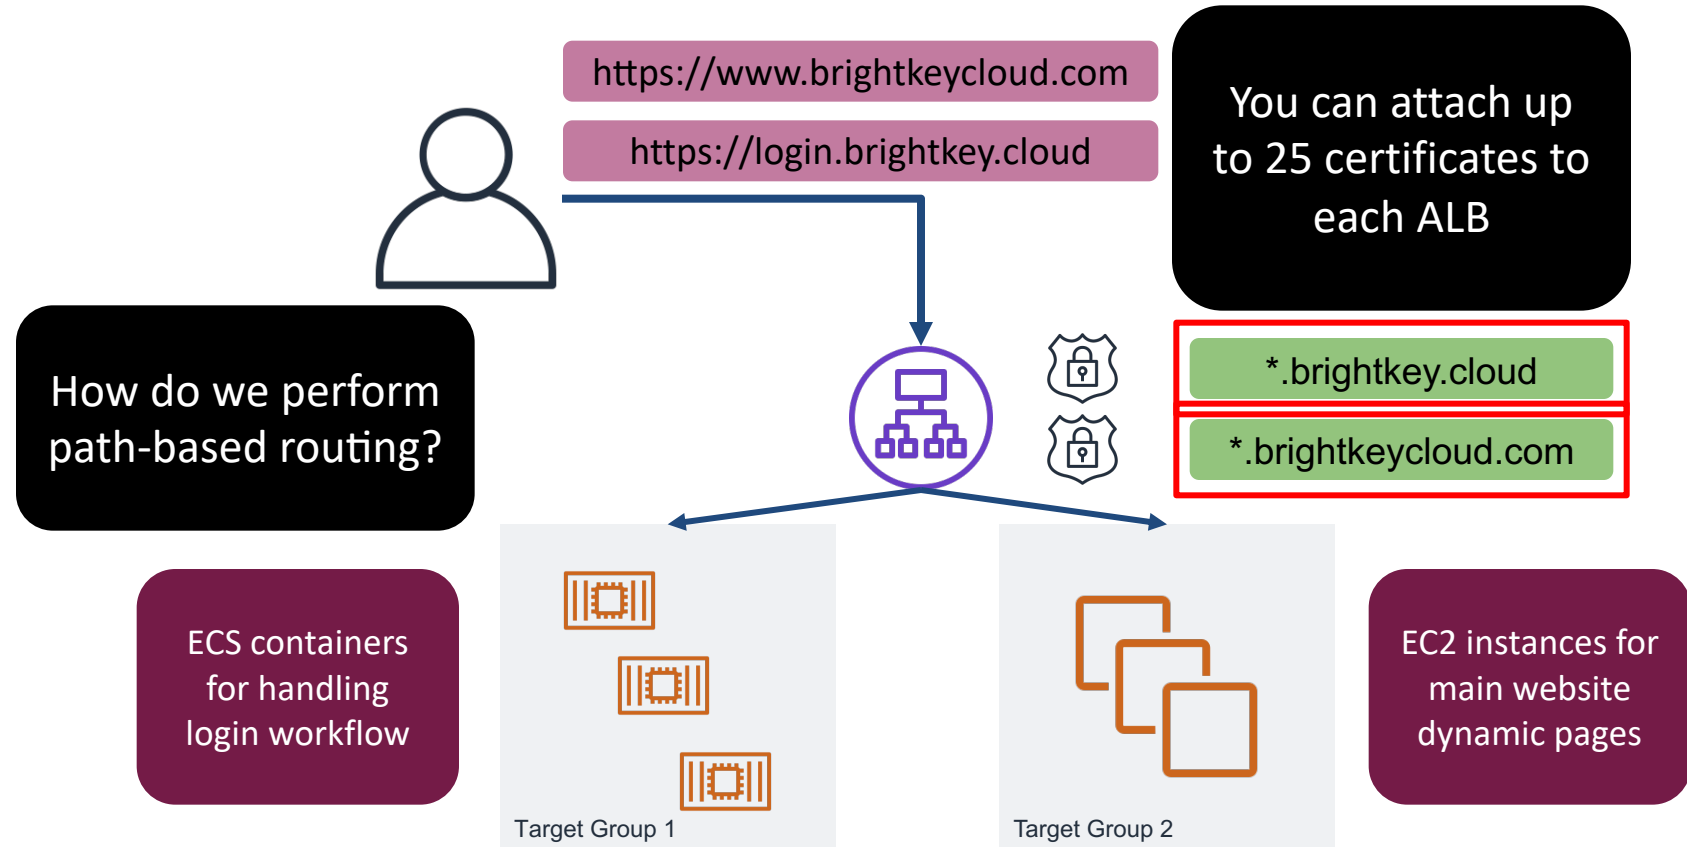 https://www.brightkeycloud.com
https://login.brightkey.cloud
You can attach up
to 25 certificates to
each ALB
How do we perform
path-based routing?
*.brightkey.cloud
*.brightkeycloud.com
ECS containers
for handling
login workflow
EC2 instances for
main website
dynamic pages
Target Group 1
Target Group 2